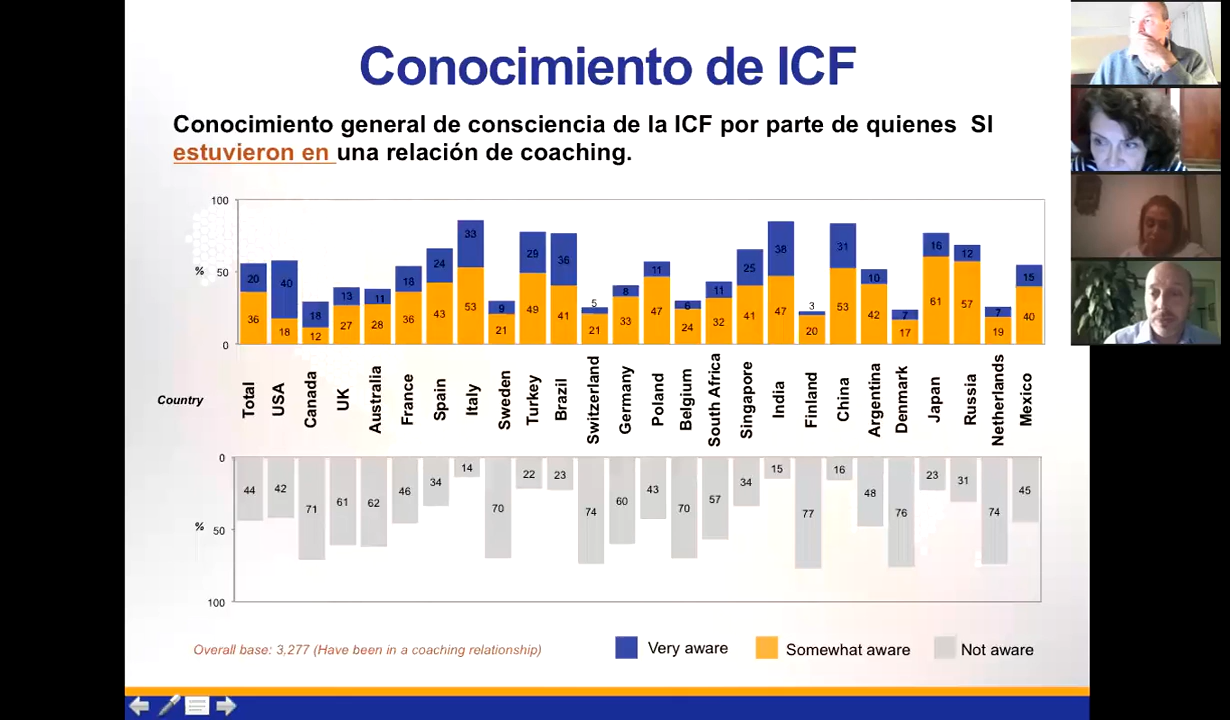 Conocimiento de ICF
Conocimiento general de consciencia de la ICF por parte de quienes SI
estuvieron en una relación de coaching.
100
50
0
%
20 40 18 13 11 18 24 33 9 29 36 5 8 11 6 11 25 38 3 31 10 7 16 12 7 15
36 18 12 27 28 36 43 53 21 49 41 21 33 47 24 32 41 47 20 53 42 17 61 57 19 40
Country
Total
USA
Canada
UK
Australia
France
Spain
Italy
Sweden
Turkey
Brazil
Switzerland
Germany
Poland
Belgium
South Africa
Singapore
India
Finland
China
Argentina
Denmark
Japan
Russia
Netherlands
Mexico
0
50
100
%
44 42 71 61 62 46 34 14 70 22 23 74 60 43 70 57 34 15 77 16 48 76 23 31 74 45
Overall base: 3,277 (Have been in a coaching relationship)
Very aware
Somewhat aware
Not aware